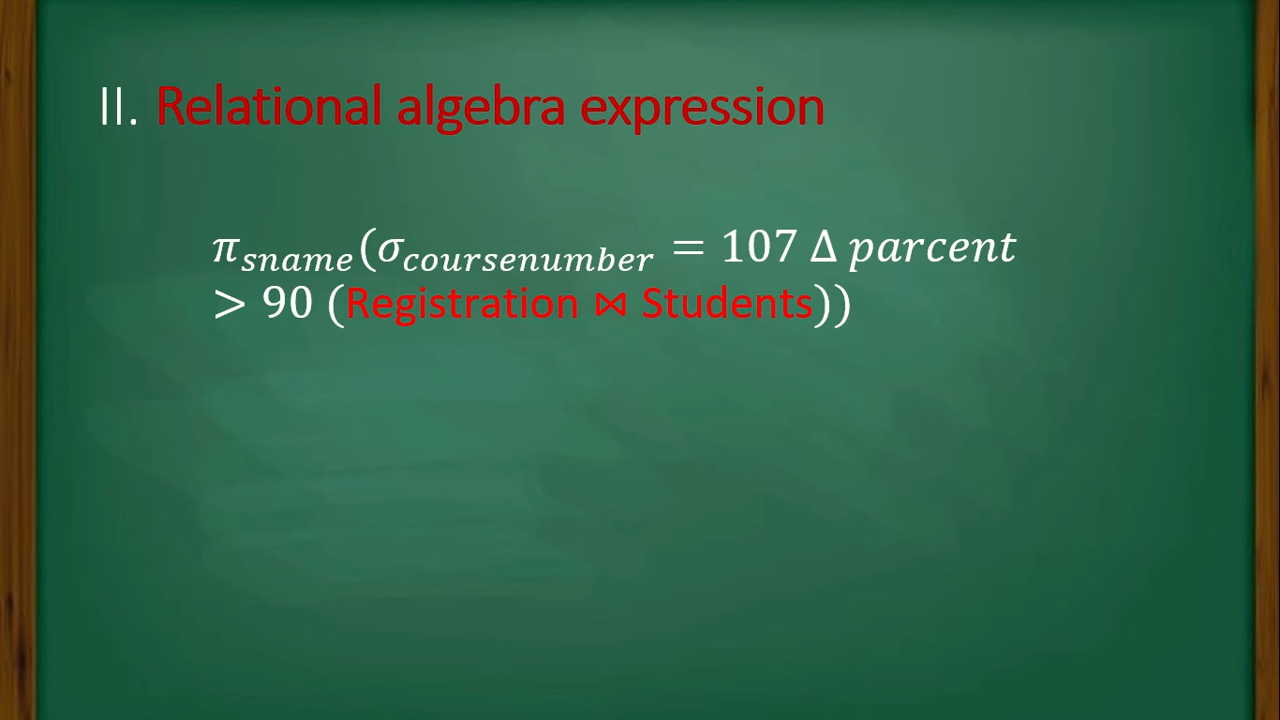 II. Relational algebra expression
π_sname(σ_coursenumber = 107 Δ parcent
> 90 (Registration ⋈ Students))